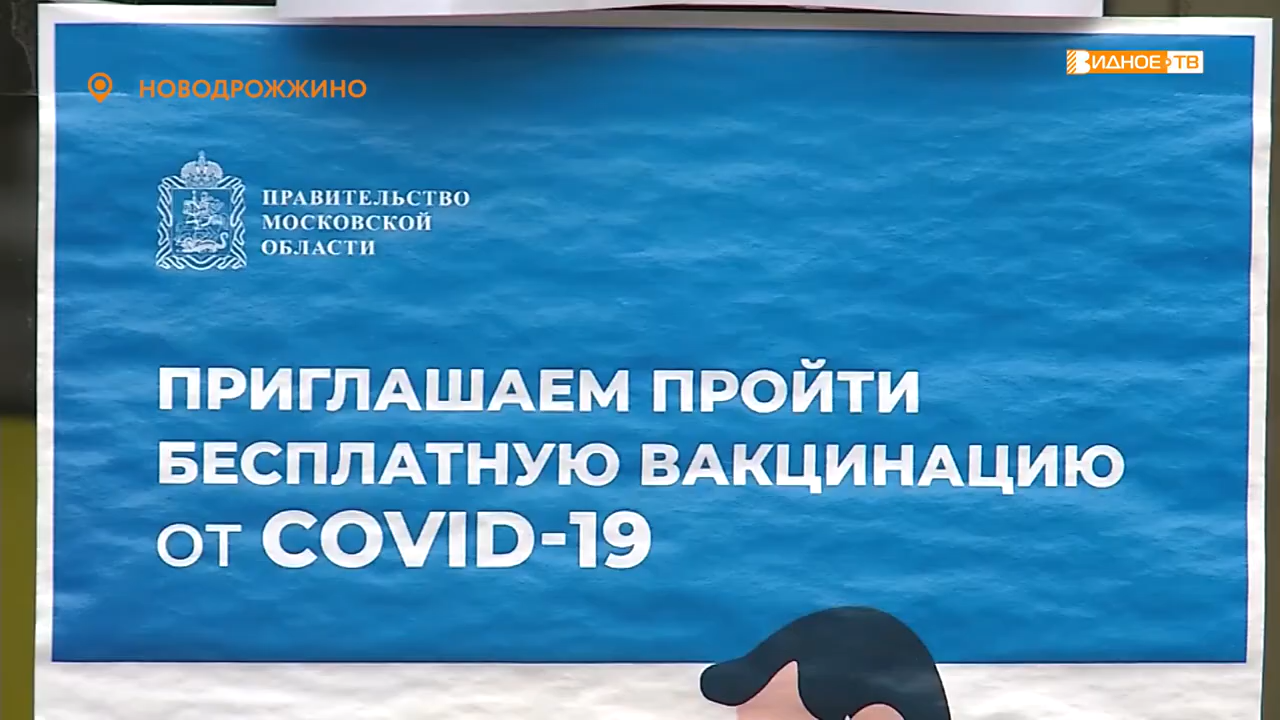 НОВОДРОЖЖИНО
ВИДНОЕ ТВ
ПРАВИТЕЛЬСТВО
МОСКОВСКОЙ
ОБЛАСТИ
ПРИГЛАШАЕМ ПРОЙТИ
БЕСПЛАТНУЮ ВАКЦИНАЦИЮ
от COVID-19